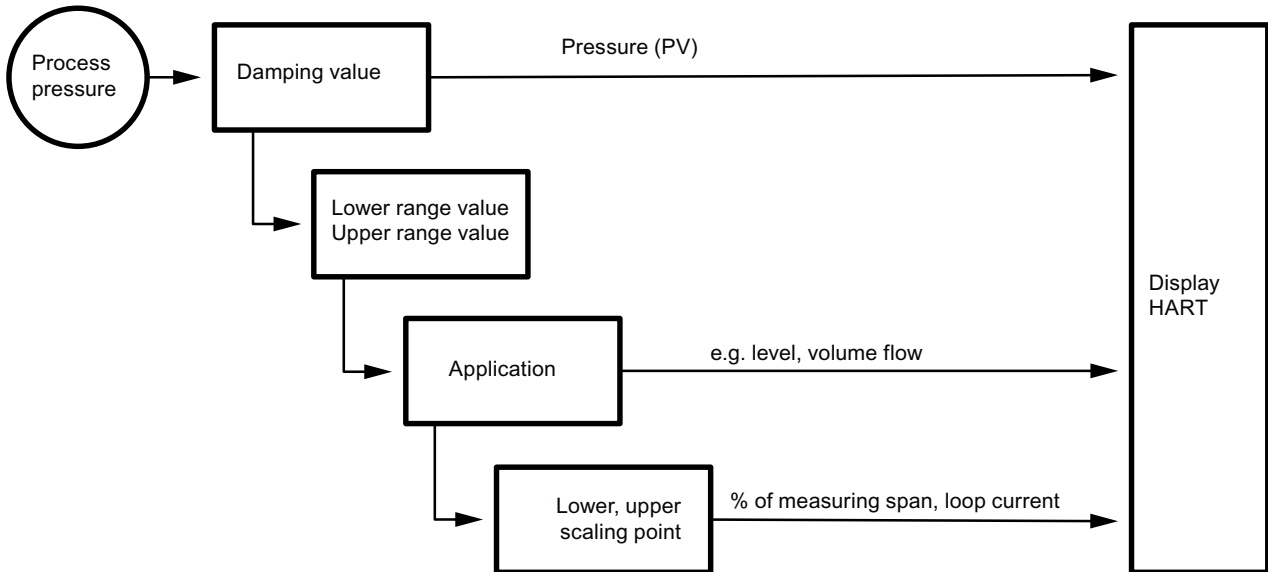 Process
pressure
Damping value
Pressure (PV)
Lower range value
Upper range value
Display
HART
Application
e.g. level, volume flow
Lower, upper
scaling point
% of measuring span, loop current